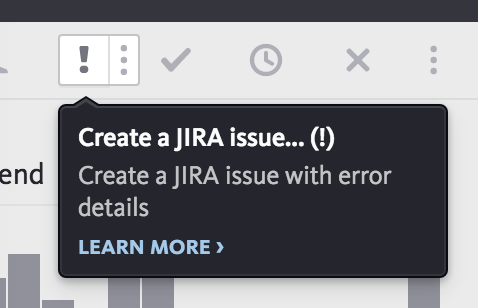 !
end
Create a JIRA issue... (!)
Create a JIRA issue with error
details
LEARN MORE ›